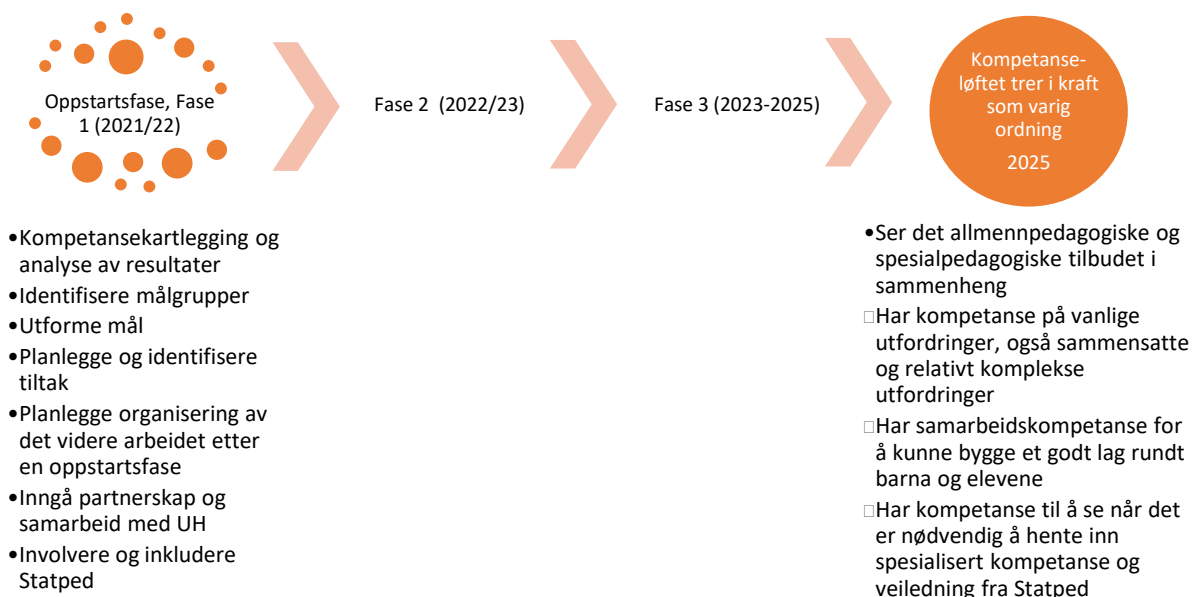 Oppstartsfase, Fase
1 (2021/22)
Fase 2  (2022/23)
Fase 3 (2023-2025)
Kompetanse-
løftet trer i kraft
som varig
ordning
2025
•Kompetansekartlegging og
analyse av resultater
•Identifisere målgrupper
•Utforme mål
•Planlegge og identifisere
tiltak
•Planlegge organisering av
det videre arbeidet etter
en oppstartsfase
•Inngå partnerskap og
samarbeid med UH
•Involvere og inkludere
Statped
•Ser det allmennpedagogiske og
spesialpedagogiske tilbudet i
sammenheng
□Har kompetanse på vanlige
utfordringer, også sammensatte
og relativt komplekse
utfordringer
□Har samarbeidskompetanse for
å kunne bygge et godt lag rundt
barna og elevene
□Har kompetanse til å se når det
er nødvendig å hente inn
spesialisert kompetanse og
veiledning fra Statped